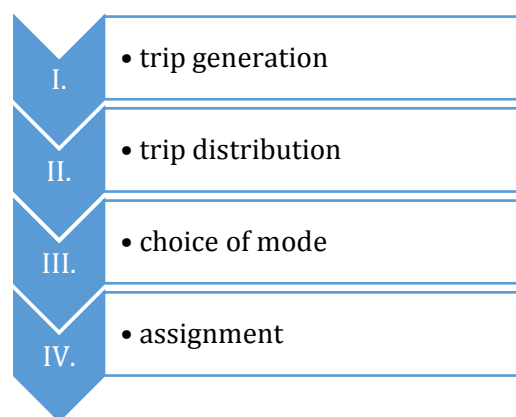 I.
• trip generation
II.
• trip distribution
III.
• choice of mode
IV.
• assignment